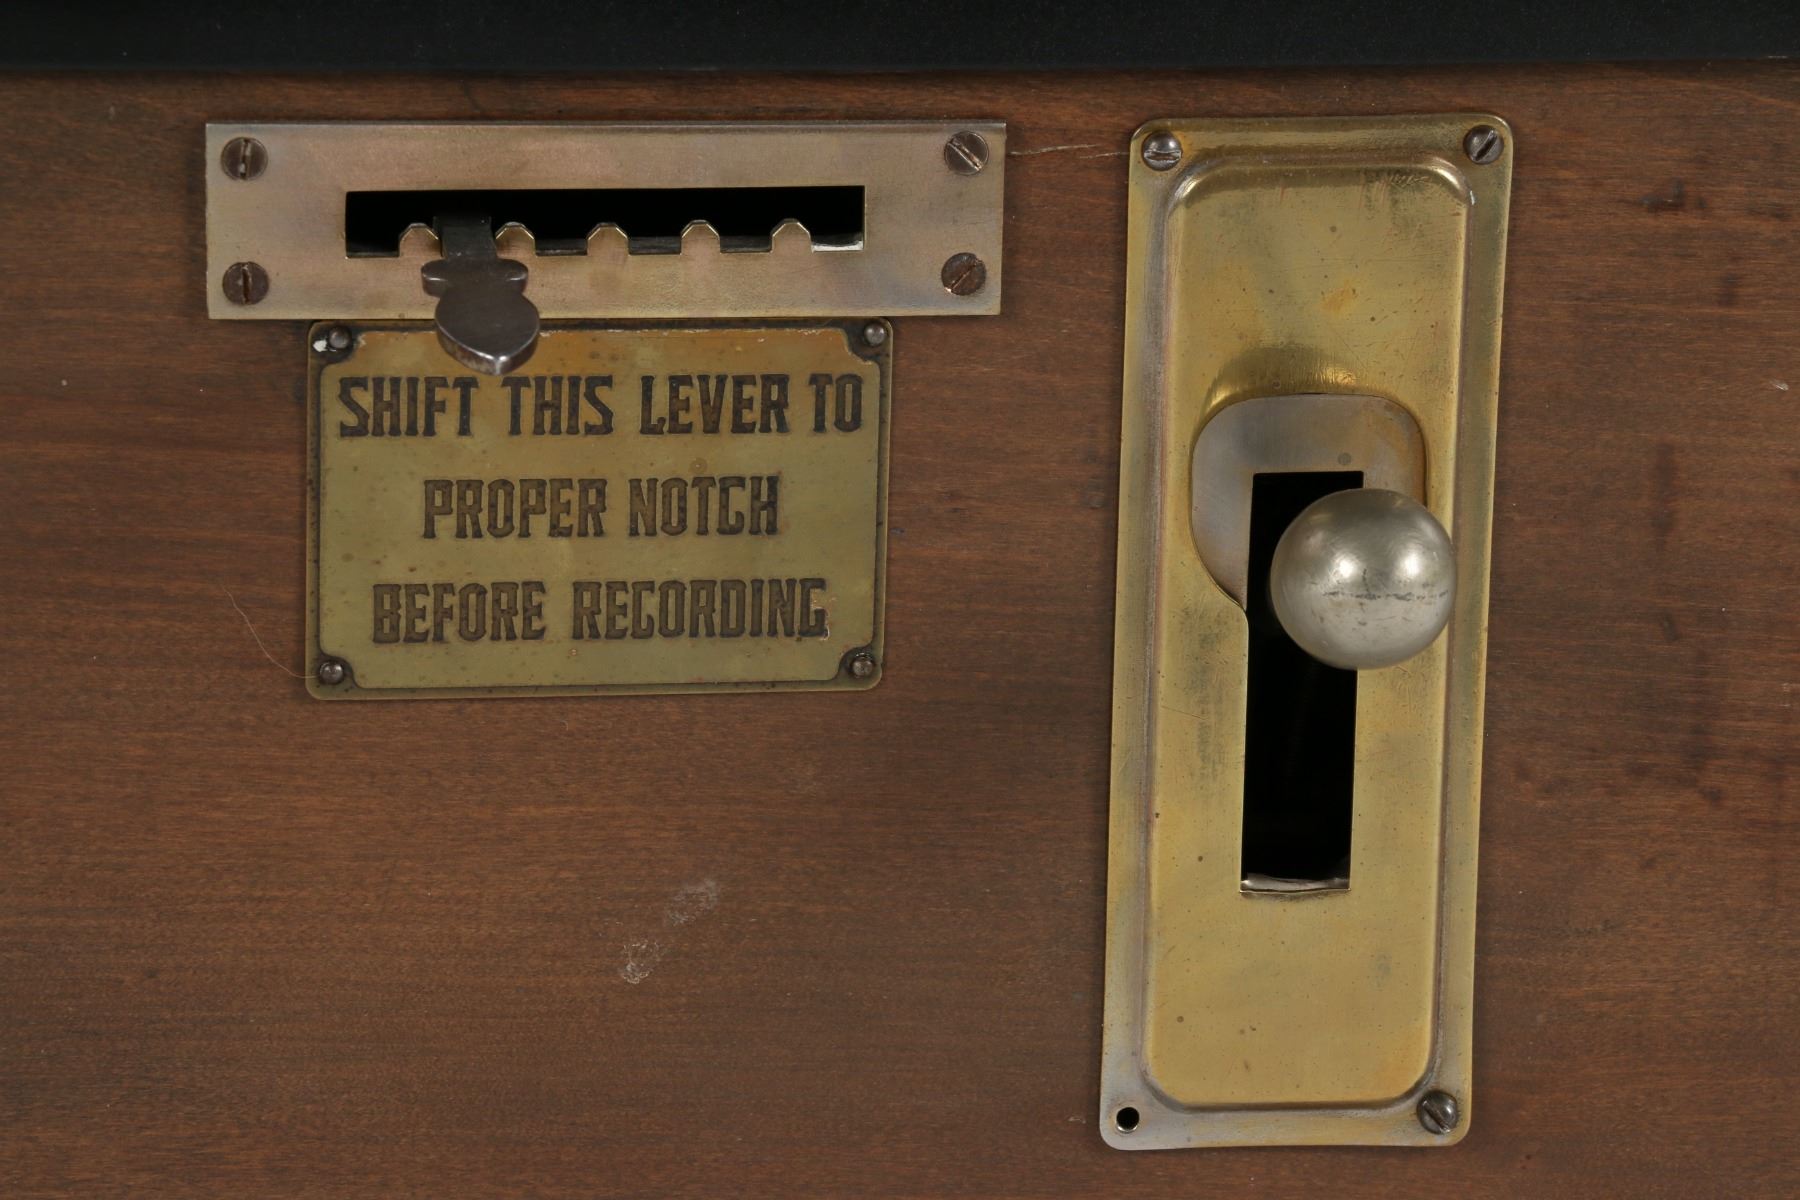 SHIFT THIS LEVER TO
PROPER NOTCH
BEFORE RECORDING